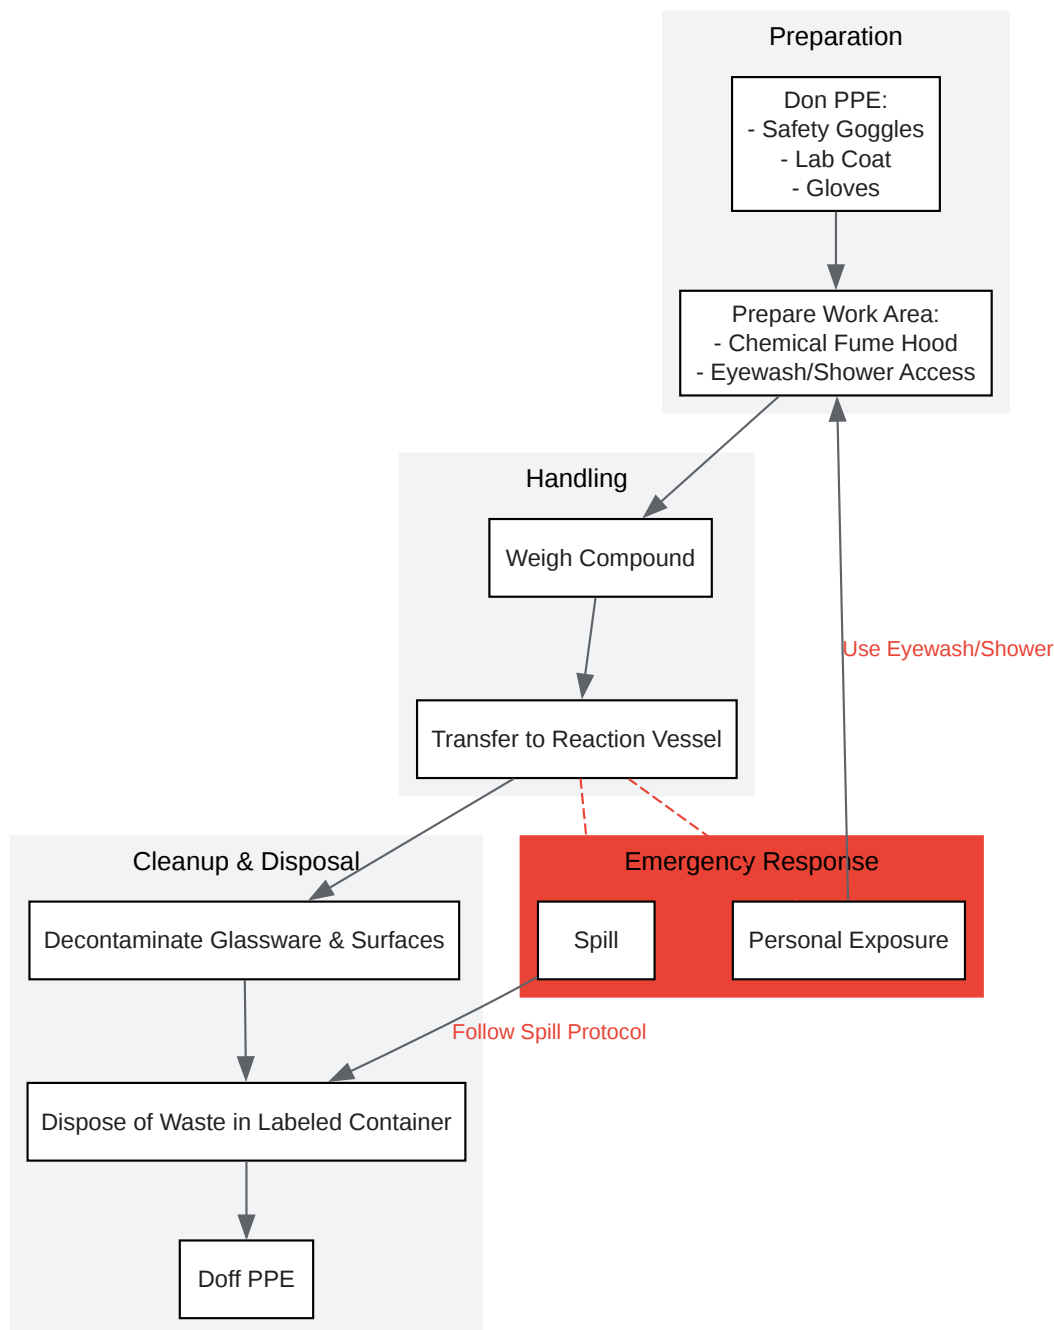 Preparation
Don PPE:
- Safety Goggles
- Lab Coat
- Gloves
Prepare Work Area:
- Chemical Fume Hood
- Eyewash/Shower Access
Handling
Weigh Compound
Use Eyewash/Shower
Transfer to Reaction Vessel
Cleanup & Disposal
Emergency Response
Decontaminate Glassware & Surfaces
Spill
Personal Exposure
Follow Spill Protocol
Dispose of Waste in Labeled Container
Doff PPE